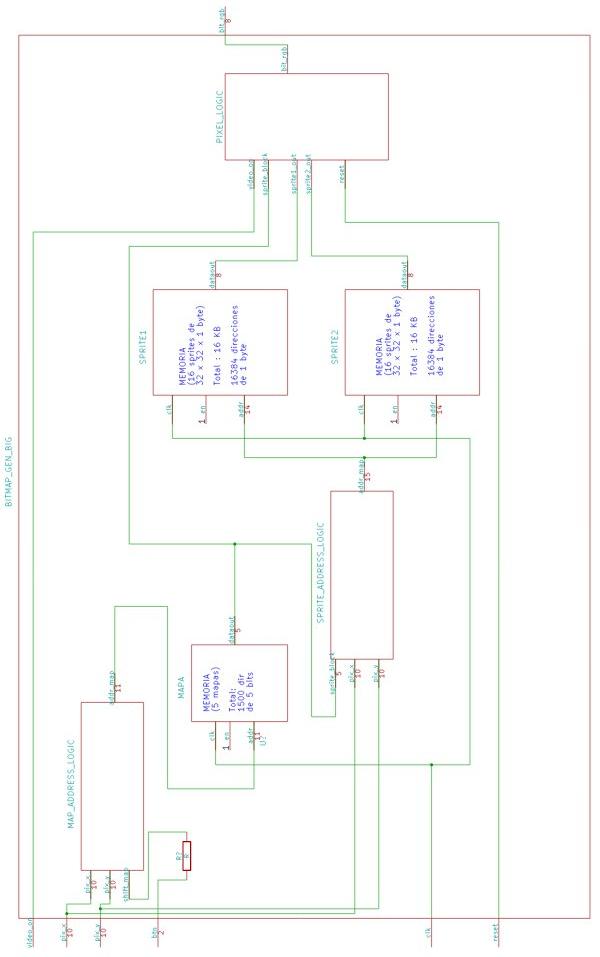 BITMAP_GEN_BIG
bit_rgb
8
bit_rgb
PIXEL_LOGIC
video_on
sprite_block
sprite1_out
sprite2_out
reset
dataout
8
SPRITE1
MEMORIA
(16 sprites de
32 x 32 x 1 byte)
Total : 16 KB
16384 direcciones
de 1 byte
clk
1
en
addr
14
dataout
8
SPRITE2
MEMORIA
(16 sprites de
32 x 32 x 1 byte)
Total : 16 KB
16384 direcciones
de 1 byte
clk
1
en
addr
14
addr_map
15
SPRITE_ADDRESS_LOGIC
sprite_block
5
pix_x
10
pix_y
10
dataout
5
MAPA
MEMORIA
(5 mapas)
Total:
1500 dir
de 5 bits
clk
1
en
addr
11
U?
addr_map
11
MAP_ADDRESS_LOGIC
pix_x
10
pix_y
10
shift_map
R?
R
video_on
pix_x
10
pix_y
10
btn
2
clk
reset